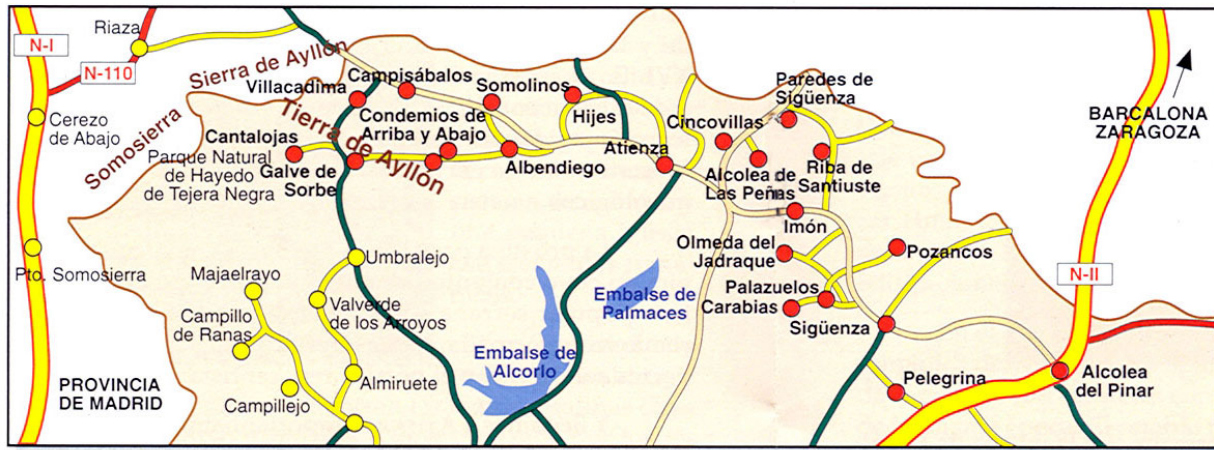 Riaza
N-I
N-110
Sierra de Ayllón
Somosierra
Tierra de Ayllón
Cerezo
de Abajo
Villacadima
Campisábalos
Somolinos
Hijes
Condemios de
Arriba y Abajo
Cantalojas
Parque Natural
de Hayedo
de Tejera Negra
Galve de
Sorbe
Albendiego
Atienza
Cincovillas
Paredes de
Sigüenza
Alcolea de
Las Peñas
Riba de
Santiuste
BARCALONA
ZARAGOZA
Imón
Olmeda del
Jadraque
Pozancos
N-II
Pto. Somosierra
Majaelrayo
Umbralejo
Campillo
de Ranas
Valverde
de los Arroyos
Embalse de
Palmaces
Palazuelos
Carabias
Sigüenza
Embalse de
Alcorlo
PROVINCIA
DE MADRID
Campillejo
Almiruete
Pelegrina
Alcolea
del Pinar